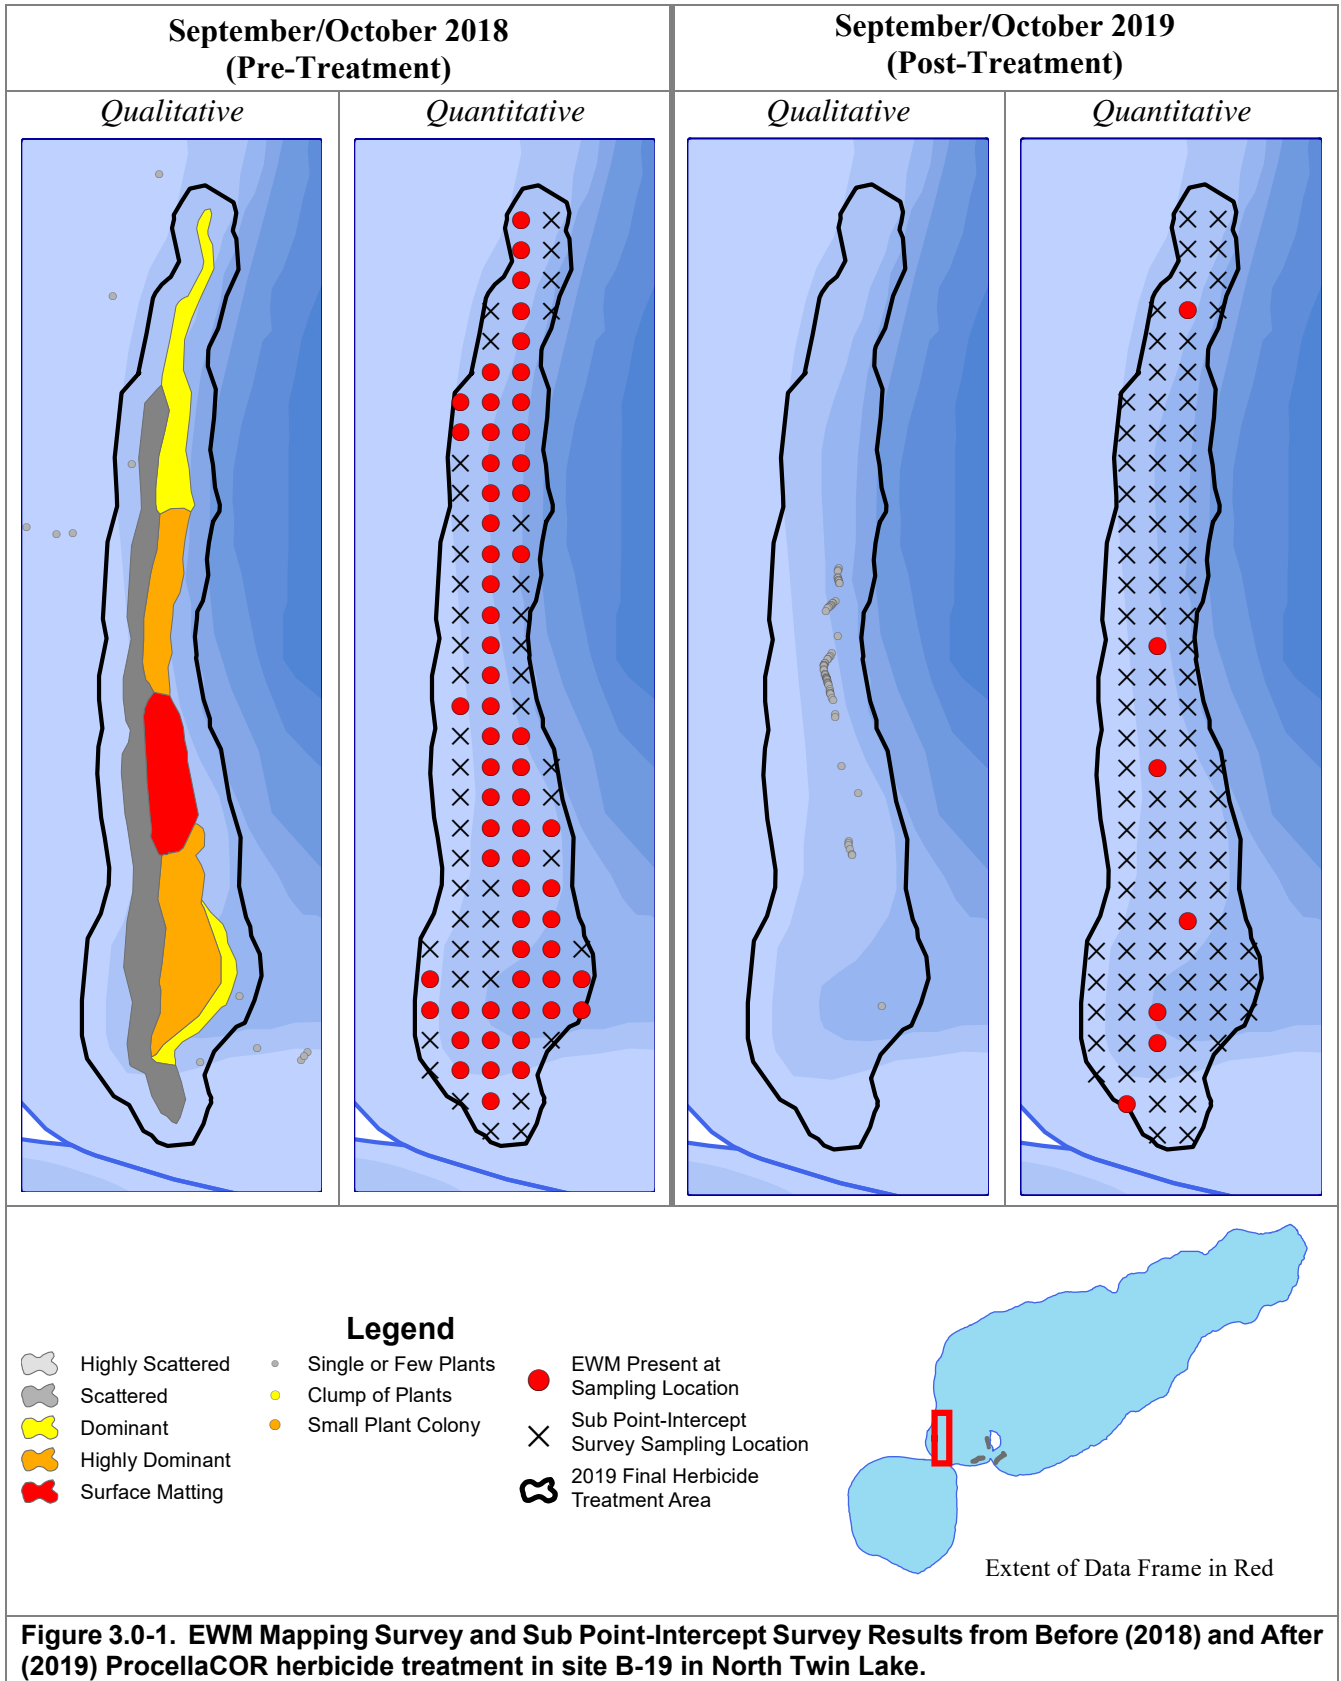 September/October 2018
(Pre-Treatment)
September/October 2019
(Post-Treatment)
Qualitative
Quantitative
Qualitative
Quantitative
Legend
Highly Scattered
Scattered
Dominant
Highly Dominant
Surface Matting
Single or Few Plants
Clump of Plants
Small Plant Colony
EWM Present at
Sampling Location
Sub Point-Intercept
Survey Sampling Location
2019 Final Herbicide
Treatment Area
Extent of Data Frame in Red
Figure 3.0-1. EWM Mapping Survey and Sub Point-Intercept Survey Results from Before (2018) and After
(2019) ProcellaCOR herbicide treatment in site B-19 in North Twin Lake.